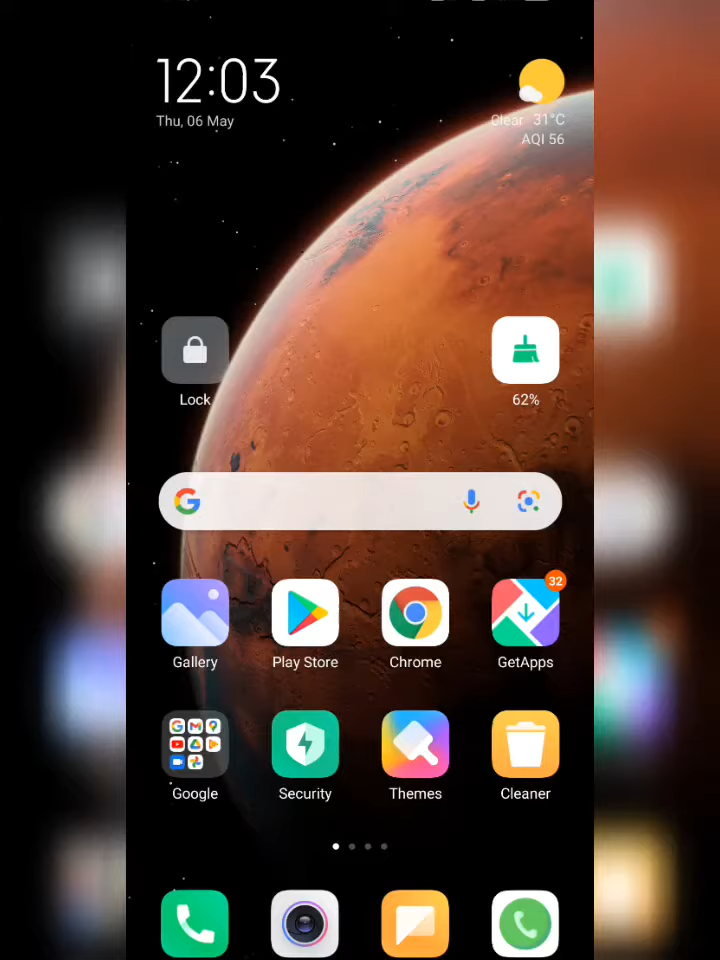 12:03
Thu, 06 May
Clear 31°C
AQI 56
Lock
62%
32
Gallery
Play Store
Chrome
GetApps
Google
Security
Themes
Cleaner